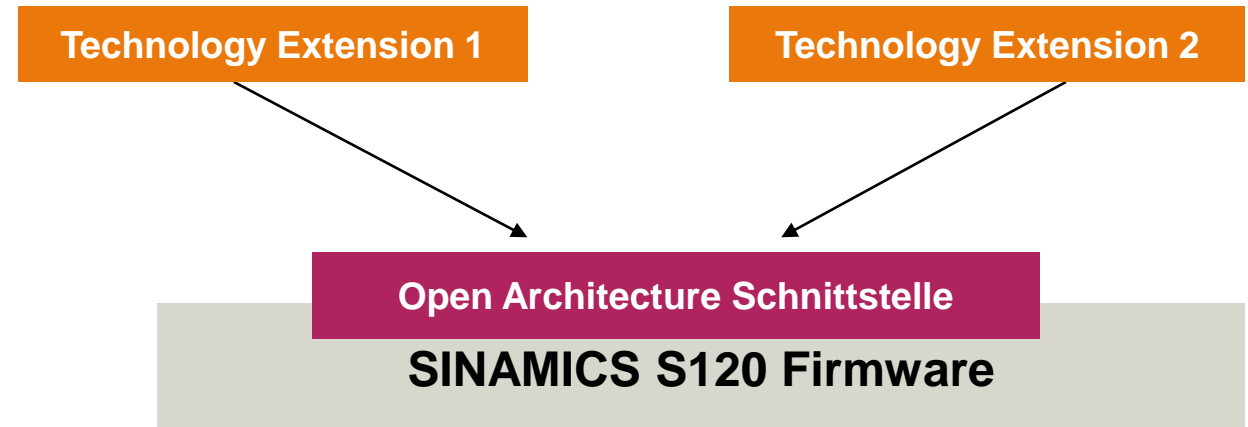 Technology Extension 1
Technology Extension 2
Open Architecture Schnittstelle
SINAMICS S120 Firmware